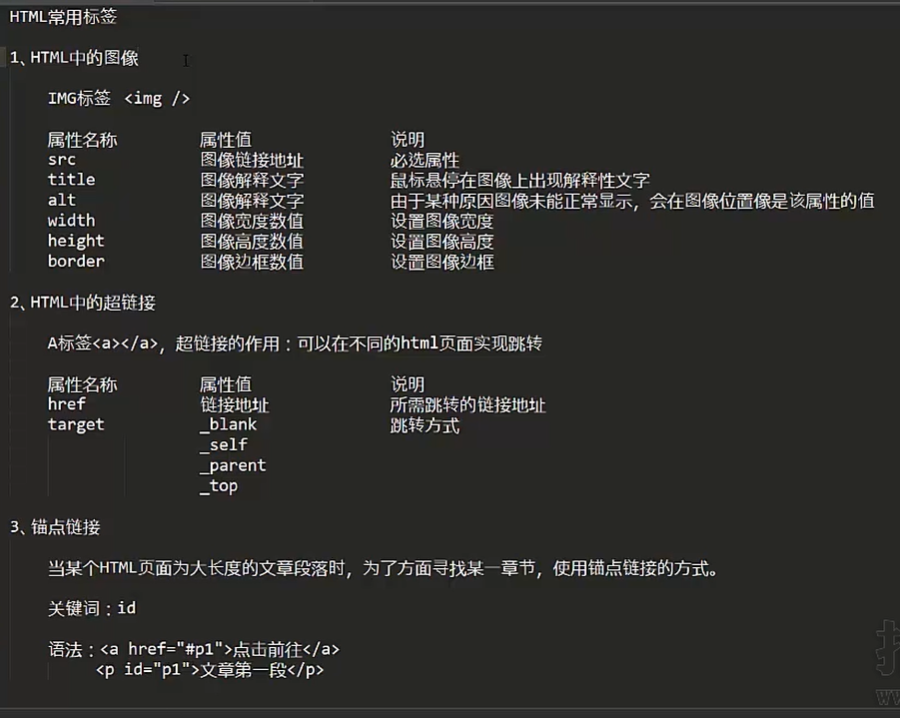 HTML常用标签
1、HTML中的图像
IMG标签 <img />
属性名称 属性值 说明
src 图像链接地址 必选属性
title 图像解释文字 鼠标悬停在图像上出现解释性文字
alt 图像解释文字 由于某种原因图像未能正常显示，会在图像位置像是该属性的值
width 图像宽度数值 设置图像宽度
height 图像高度数值 设置图像高度
border 图像边框数值 设置图像边框
2、HTML中的超链接
A标签<a></a>，超链接的作用：可以在不同的html页面实现跳转
属性名称 属性值 说明
href 链接地址 所需跳转的链接地址
target _blank 跳转方式
_self
_parent
_top
3、锚点链接
当某个HTML页面为大长度的文章段落时，为了方面寻找某一章节，使用锚点链接的方式。
关键词：id
语法：<a href="#p1">点击前往</a>
<p id="p1">文章第一段</p>